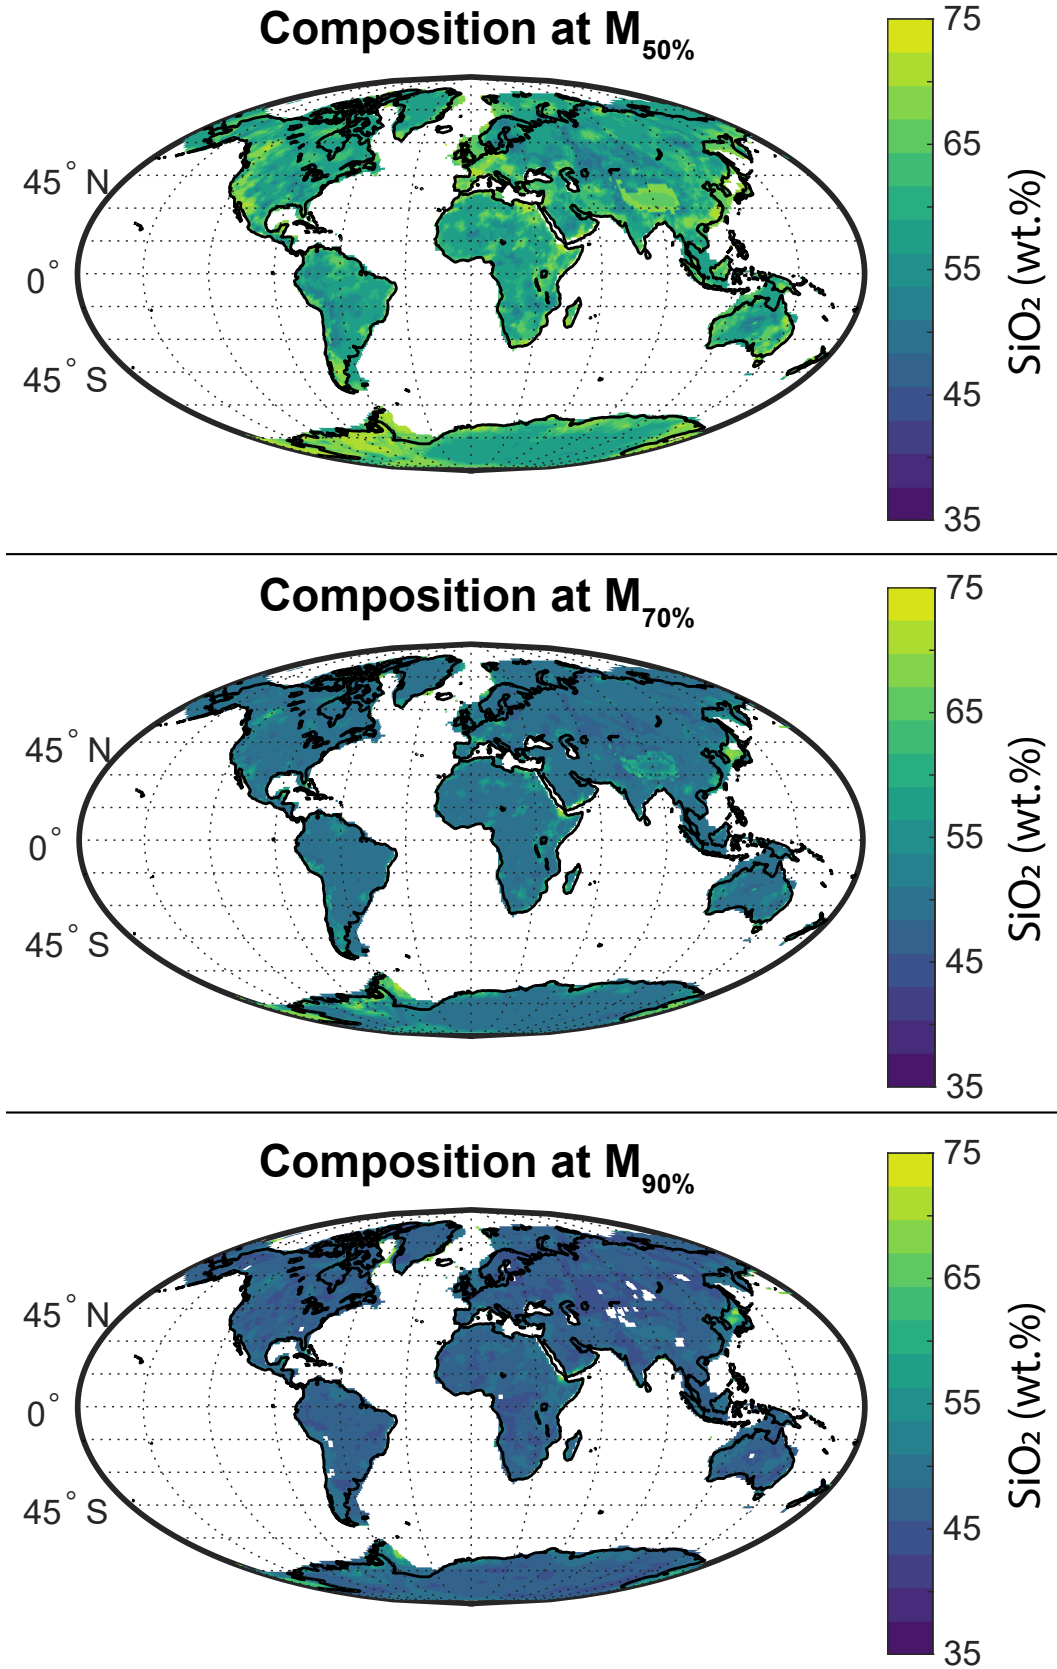 Composition at M50%
75
65
55
45
35
SiO₂ (wt.%)
45° N
0°
45° S
Composition at M70%
75
65
55
45
35
SiO₂ (wt.%)
45° N
0°
45° S
Composition at M90%
75
65
55
45
35
SiO₂ (wt.%)
45° N
0°
45° S